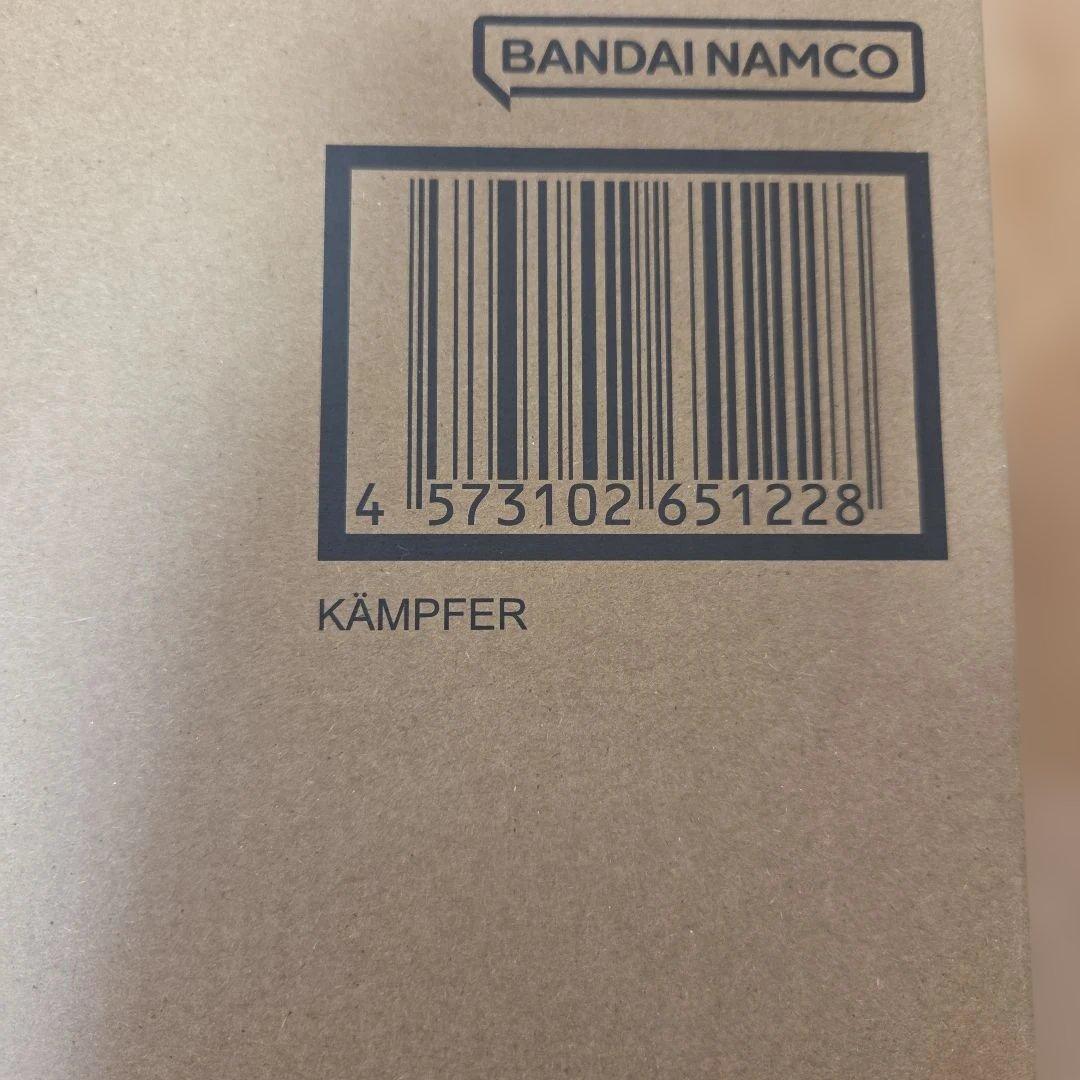 BANDAI NAMCO
4 573102 651228
KÄMPFER